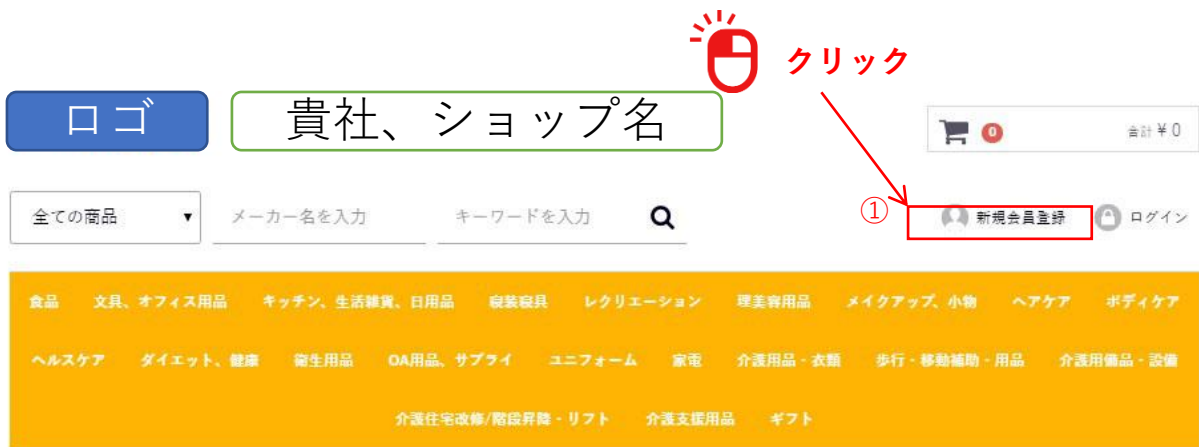 クリック
ロゴ 貴社、ショップ名
0 合計 ¥ 0
全ての商品 メーカー名を入力 キーワードを入力 ① 新規会員登録 ログイン
食品 文具、オフィス用品 キッチン、生活雑貨、日用品 寝装寝具 レクリエーション 理美容用品 メイクアップ、小物 ヘアケア ボディケア
ヘルスケア ダイエット、健康 衛生用品 OA用品、サプライ ユニフォーム 家電 介護用品・衣類 歩行・移動補助・用品 介護用備品・設備
介護住宅改修/階段昇降・リフト 介護支援用品 ギフト